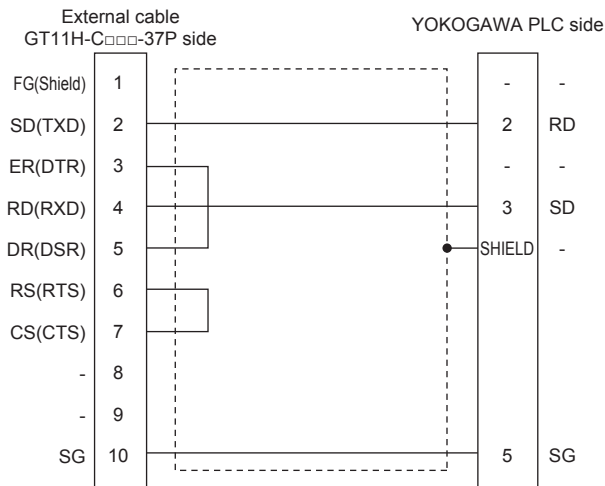 External cable
GT11H-C□□□-37P side
YOKOGAWA PLC side
FG(Shield) 1 - -
SD(TXD) 2 2 RD
ER(DTR) 3 - -
RD(RXD) 4 3 SD
DR(DSR) 5 SHIELD -
RS(RTS) 6
CS(CTS) 7
- 8
- 9
SG 10 5 SG